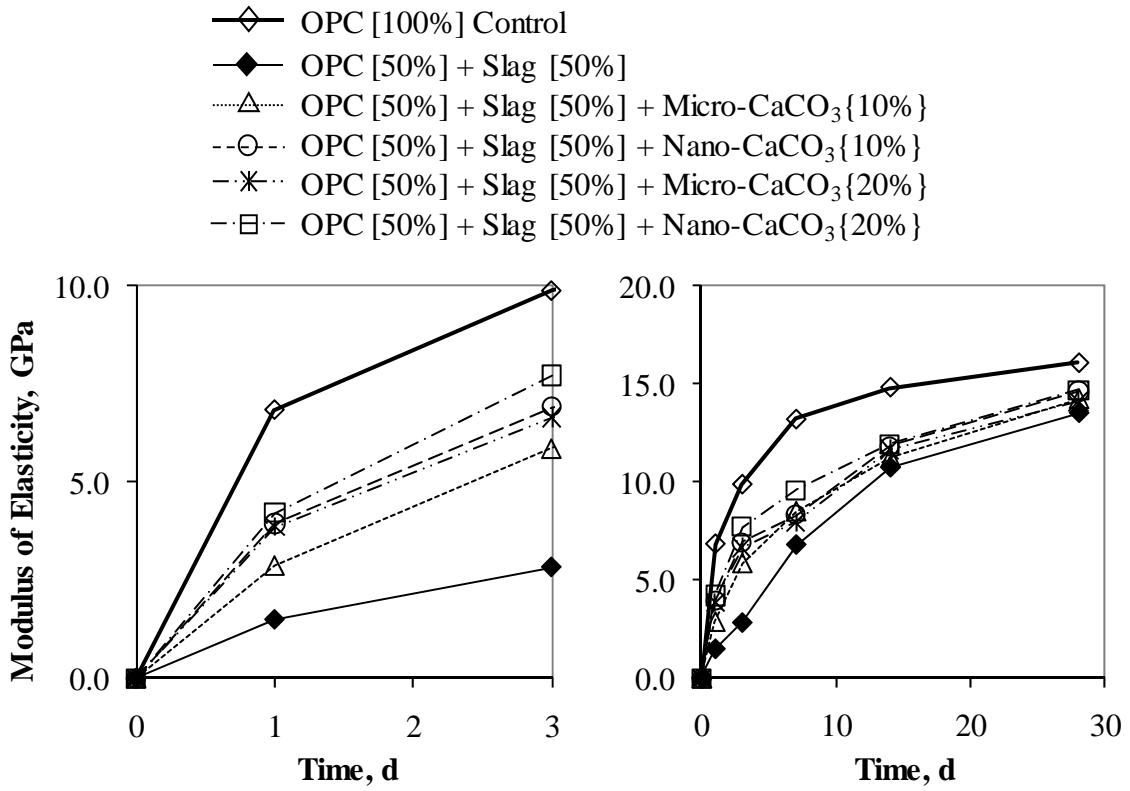 OPC [100%] Control
OPC [50%] + Slag [50%]
OPC [50%] + Slag [50%] + Micro-CaCO₃{10%}
OPC [50%] + Slag [50%] + Nano-CaCO₃{10%}
OPC [50%] + Slag [50%] + Micro-CaCO₃{20%}
OPC [50%] + Slag [50%] + Nano-CaCO₃{20%}
Modulus of Elasticity, GPa
10.0
5.0
0.0
0 1 2 3
Time, d
20.0
15.0
10.0
5.0
0.0
0 10 20 30
Time, d